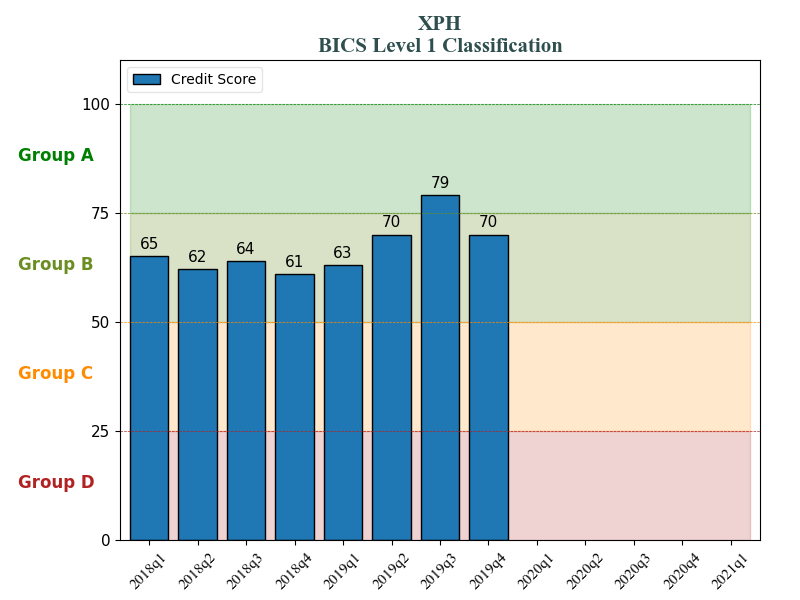 XPH
BICS Level 1 Classification
Credit Score
100
Group A
79
75
70
70
65
64
63
62
61
Group B
50
Group C
25
Group D
0
2018q1 2018q2 2018q3 2018q4 2019q1 2019q2 2019q3 2019q4 2020q1 2020q2 2020q3 2020q4 2021q1